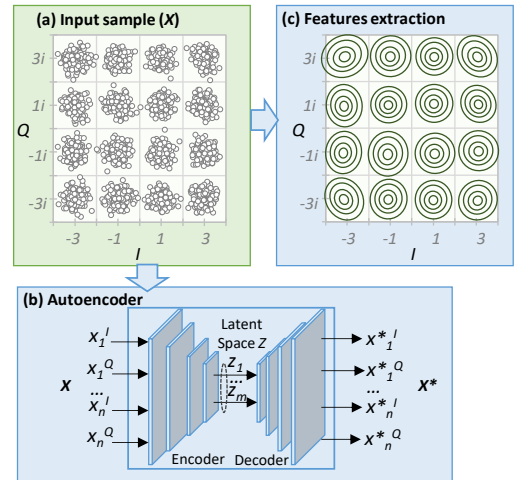 (a) Input sample (X)
3i
1i
Q
-1i
-3i
-3 -1 1 3
I
(c) Features extraction
3i
1i
Q
-1i
-3i
-3 -1 1 3
I
(b) Autoencoder
X
x₁ᴵ
x₁Q
...
xₙᴵ
xₙQ
Latent
Space Z
z₁
...
zₘ
Encoder Decoder
x*₁ᴵ
x*₁Q
...
x*ₙᴵ
x*ₙQ
X*